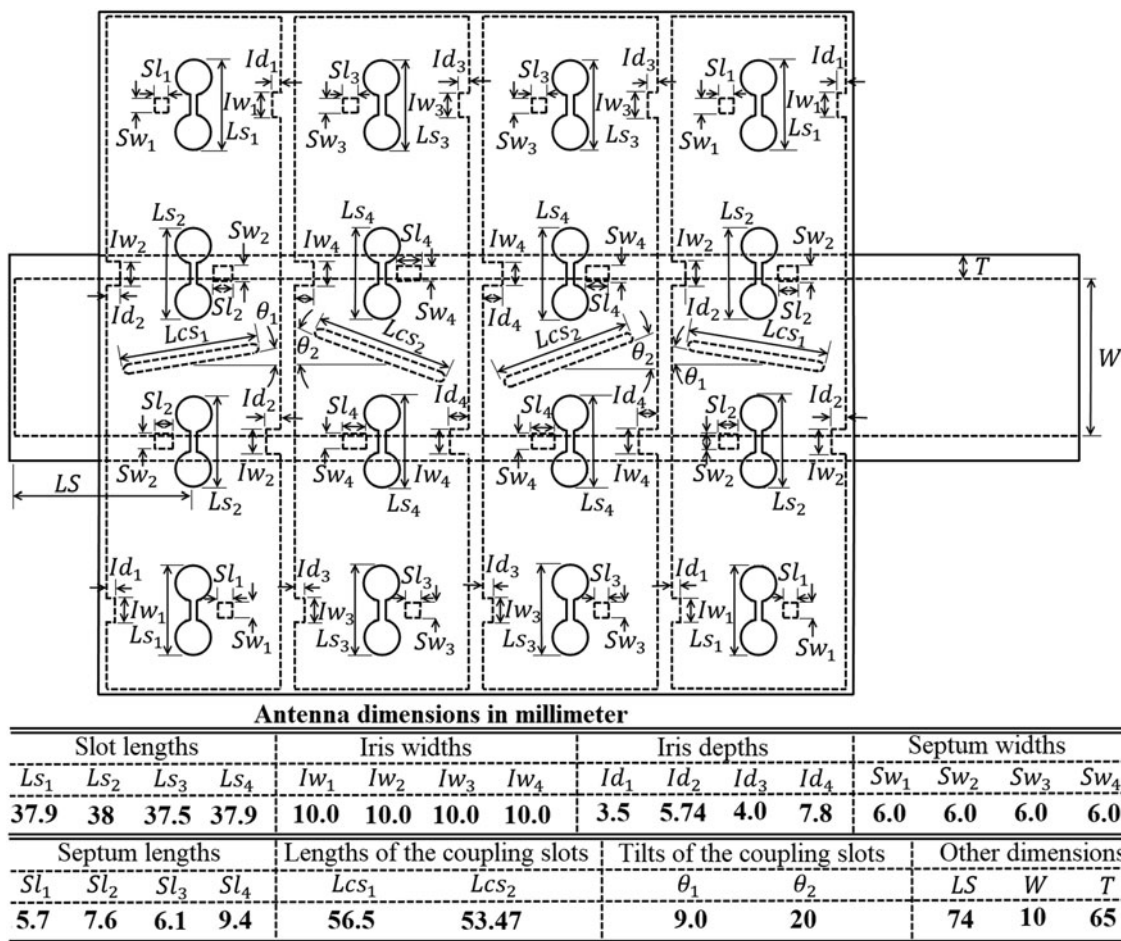 Sl₁ Id₁ Sl₃ Id₃ Sl₃ Id₃ Sl₁ Id₁
Iw₁ Iw₃ Iw₃ Iw₁
Sw₁ Ls₁ Sw₃ Ls₃ Sw₃ Ls₃ Sw₁ Ls₁
Ls₂ Ls₄ Ls₄ Ls₂
Iw₂ Sw₂ Iw₄ Sl₄ Iw₄ Sw₄ Iw₂ Sw₂
T
Id₂ Sl₂ Sw₄ Id₄ Sl₄ Id₂ Sl₂
Lcs₁ θ₁ θ₂ Lcs₂ Lcs₂ θ₂ θ₁ Lcs₁
W
Sl₂ Id₂ Sl₄ Id₄ Sl₄ Id₄ Sl₂ Id₂
Sw₂ Iw₂ Sw₄ Iw₄ Sw₄ Iw₄ Sw₂ Iw₂
LS
Ls₂ Ls₄ Ls₄ Ls₂
Id₁ Sl₁ Id₃ Sl₃ Id₃ Sl₃ Id₁ Sl₁
Iw₁ Iw₃ Iw₃ Iw₁
Ls₁ Sw₁ Ls₃ Sw₃ Ls₃ Sw₃ Ls₁ Sw₁
Antenna dimensions in millimeter
Slot lengths Iris widths Iris depths Septum widths
Ls₁ Ls₂ Ls₃ Ls₄ Iw₁ Iw₂ Iw₃ Iw₄ Id₁ Id₂ Id₃ Id₄ Sw₁ Sw₂ Sw₃ Sw₄
37.9 38 37.5 37.9 10.0 10.0 10.0 10.0 3.5 5.74 4.0 7.8 6.0 6.0 6.0 6.0
Septum lengths Lengths of the coupling slots Tilts of the coupling slots Other dimensions
Sl₁ Sl₂ Sl₃ Sl₄ Lcs₁ Lcs₂ θ₁ θ₂ LS W T
5.7 7.6 6.1 9.4 56.5 53.47 9.0 20 74 10 65